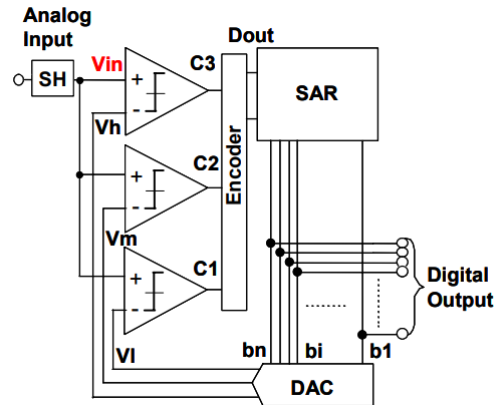 Analog
Input
SH
Vin
+
-
C3
Vh
Dout
SAR
+
-
C2
Vm
Encoder
+
-
C1
Vl
Digital
Output
.......
.......
bn
bi
b1
DAC